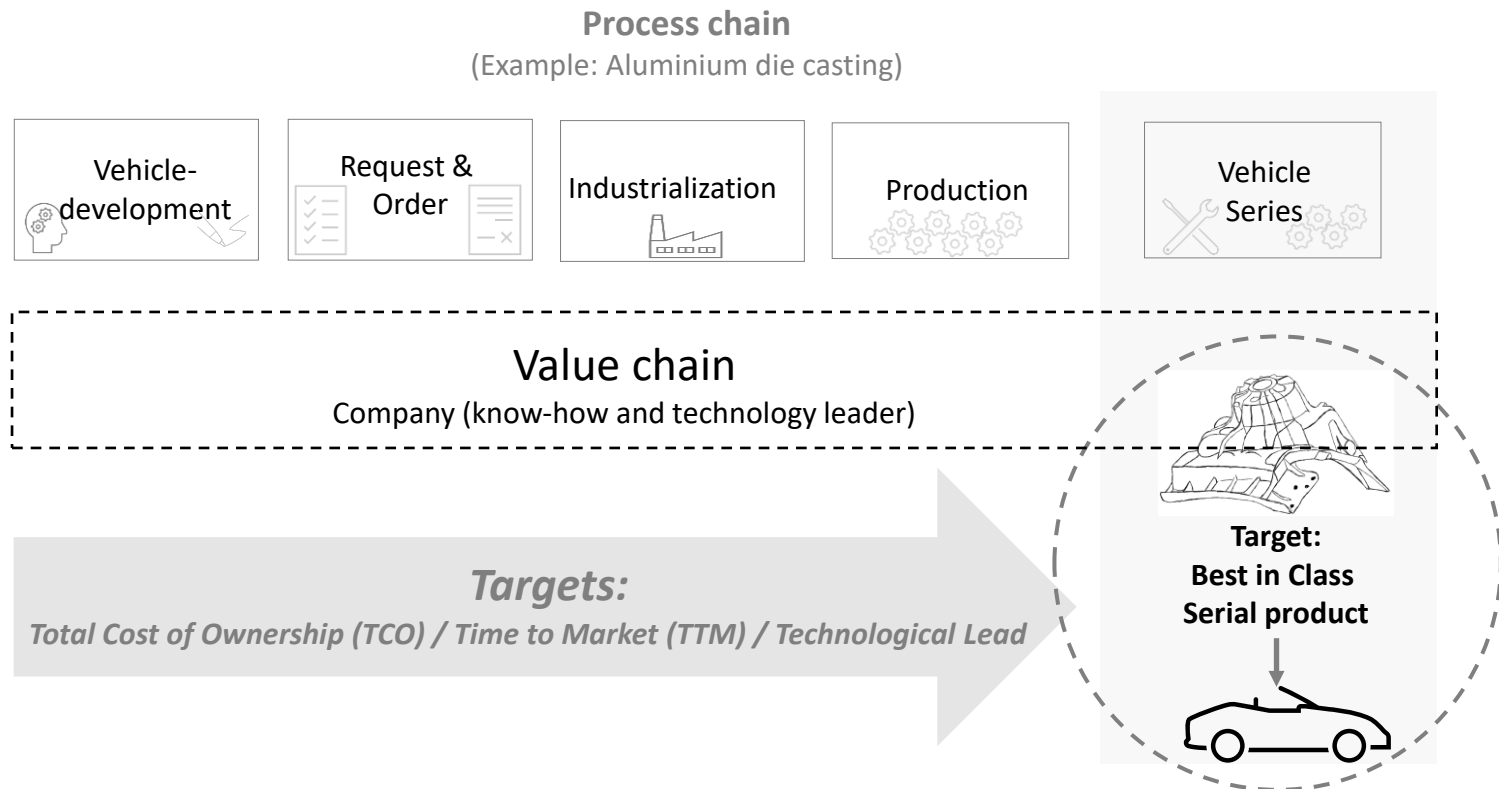 Process chain
(Example: Aluminium die casting)
Vehicle-
development
Request &
Order
Industrialization
Production
Vehicle
Series
Value chain
Company (know-how and technology leader)
Targets:
Total Cost of Ownership (TCO) / Time to Market (TTM) / Technological Lead
Target:
Best in Class
Serial product